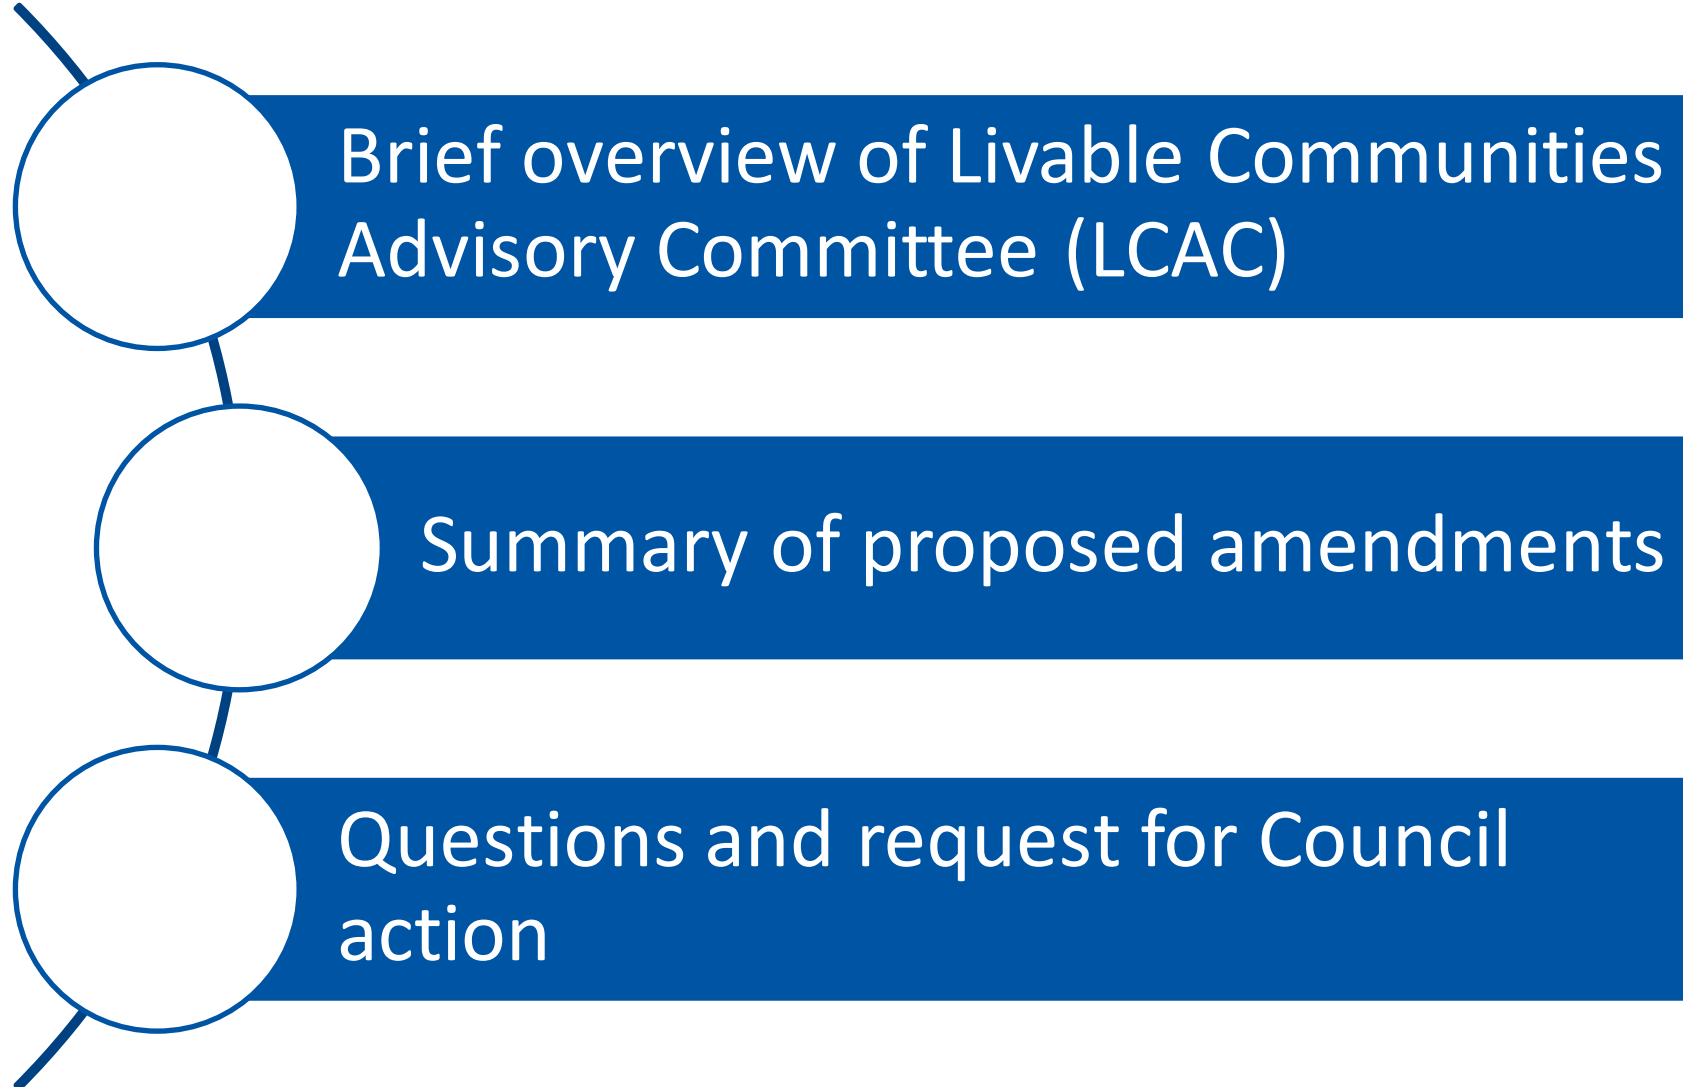 Brief overview of Livable Communities
Advisory Committee (LCAC)
Summary of proposed amendments
Questions and request for Council
action